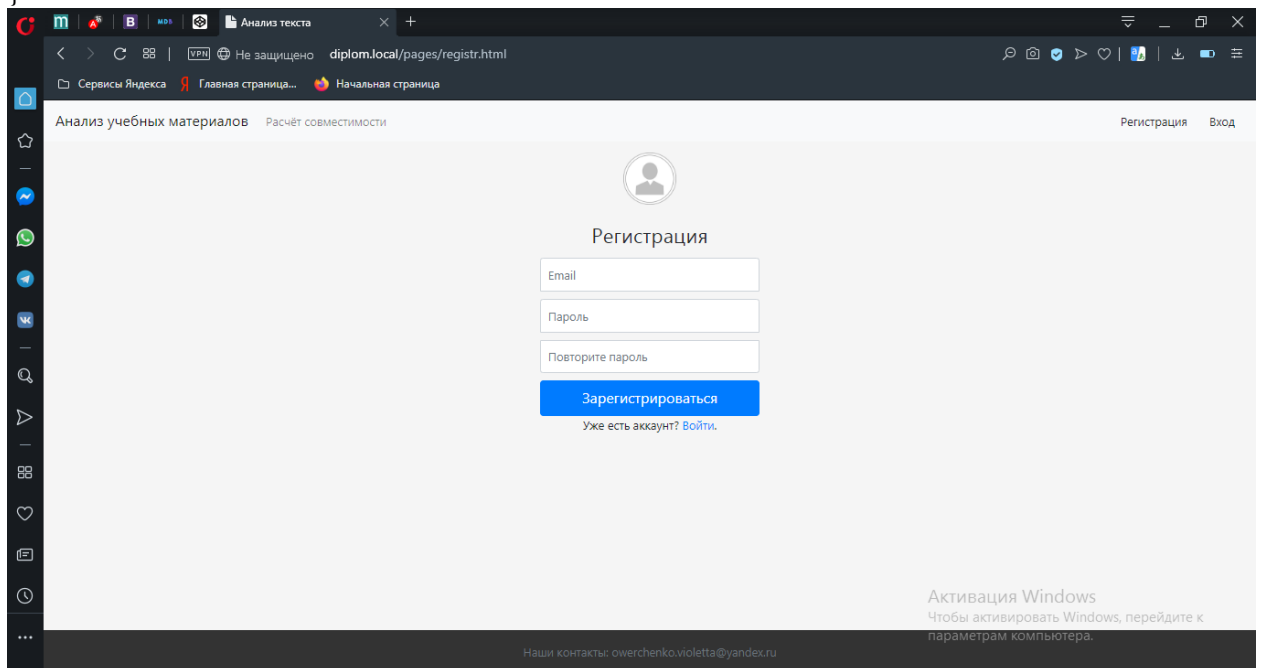 Анализ текста
VPN Не защищено diplom.local/pages/registr.html
Сервисы Яндекса Я Главная страница... Начальная страница
Анализ учебных материалов Расчёт совместимости Регистрация Вход
Регистрация
Email
Пароль
Повторите пароль
Зарегистрироваться
Уже есть аккаунт? Войти.
Активация Windows
Чтобы активировать Windows, перейдите к
параметрам компьютера.
Наши контакты: owerchenko.violetta@yandex.ru